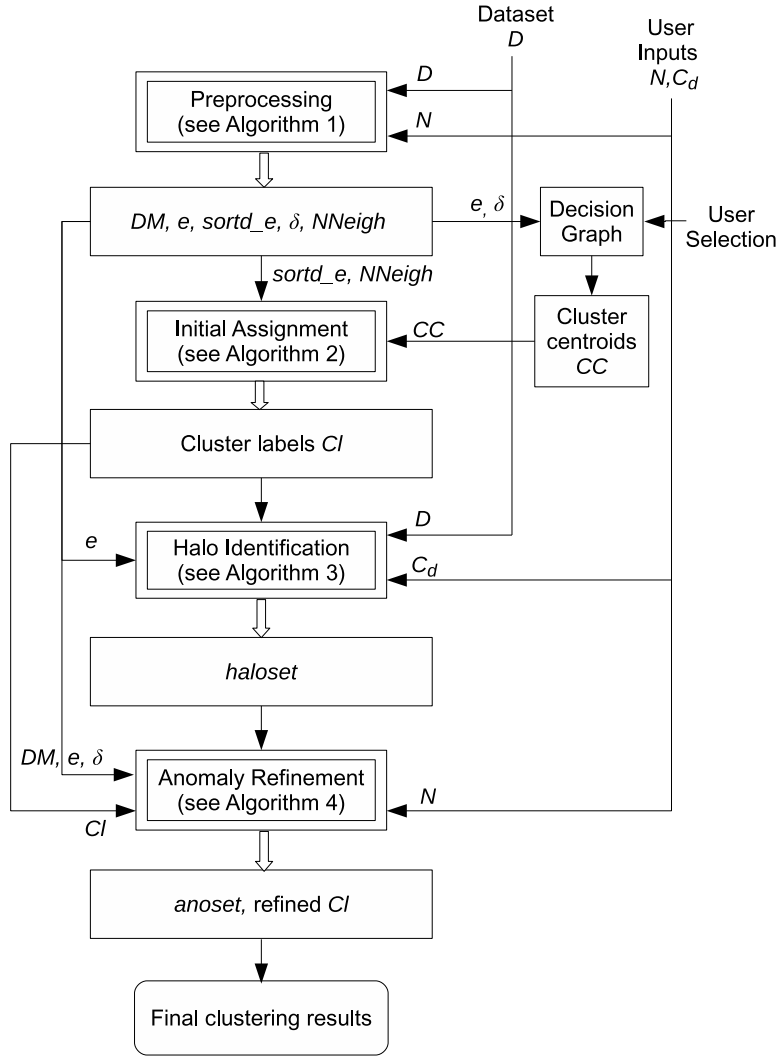 Dataset
D
User
Inputs
N,C_d
D
Preprocessing
(see Algorithm 1)
N
DM, e, sortd_e, δ, NNeigh
e, δ
Decision
Graph
User
Selection
sortd_e, NNeigh
Initial Assignment
(see Algorithm 2)
CC
Cluster
centroids
CC
Cluster labels Cl
D
e
Halo Identification
(see Algorithm 3)
C_d
haloset
DM, e, δ
Anomaly Refinement
(see Algorithm 4)
N
Cl
anoset, refined Cl
Final clustering results